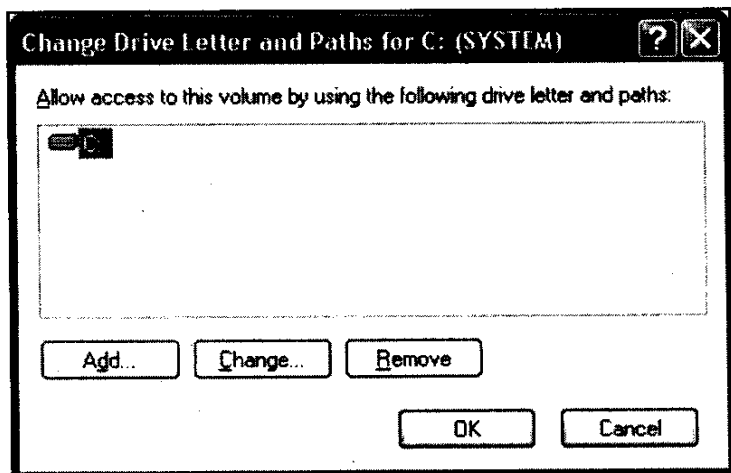 Change Drive Letter and Paths for C: (SYSTEM)
Allow access to this volume by using the following drive letter and paths:
C:
Add... Change... Remove
OK Cancel